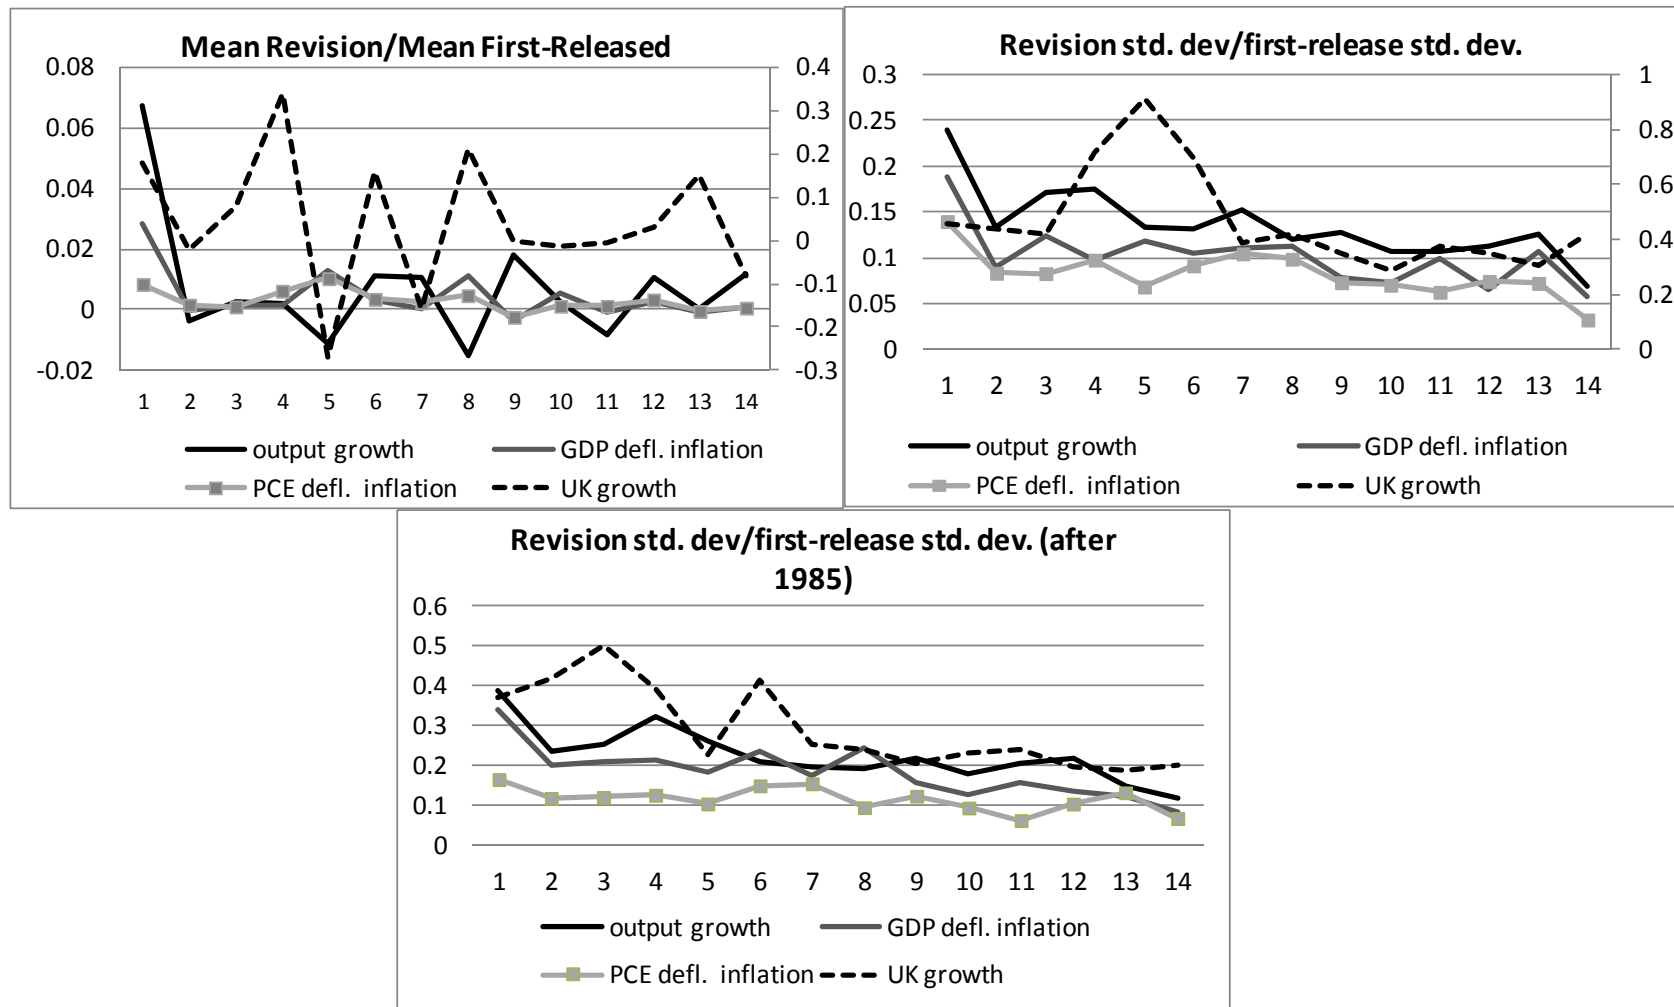 Mean Revision/Mean First-Released
0.08
0.06
0.04
0.02
0
-0.02
0.4
0.3
0.2
0.1
0
-0.1
-0.2
-0.3
1 2 3 4 5 6 7 8 9 10 11 12 13 14
output growth GDP defl. inflation
PCE defl. inflation UK growth
Revision std. dev/first-release std. dev.
0.3
0.25
0.2
0.15
0.1
0.05
0
1
0.8
0.6
0.4
0.2
0
1 2 3 4 5 6 7 8 9 10 11 12 13 14
output growth GDP defl. inflation
PCE defl. inflation UK growth
Revision std. dev/first-release std. dev. (after
1985)
0.6
0.5
0.4
0.3
0.2
0.1
0
1 2 3 4 5 6 7 8 9 10 11 12 13 14
output growth GDP defl. inflation
PCE defl. inflation UK growth